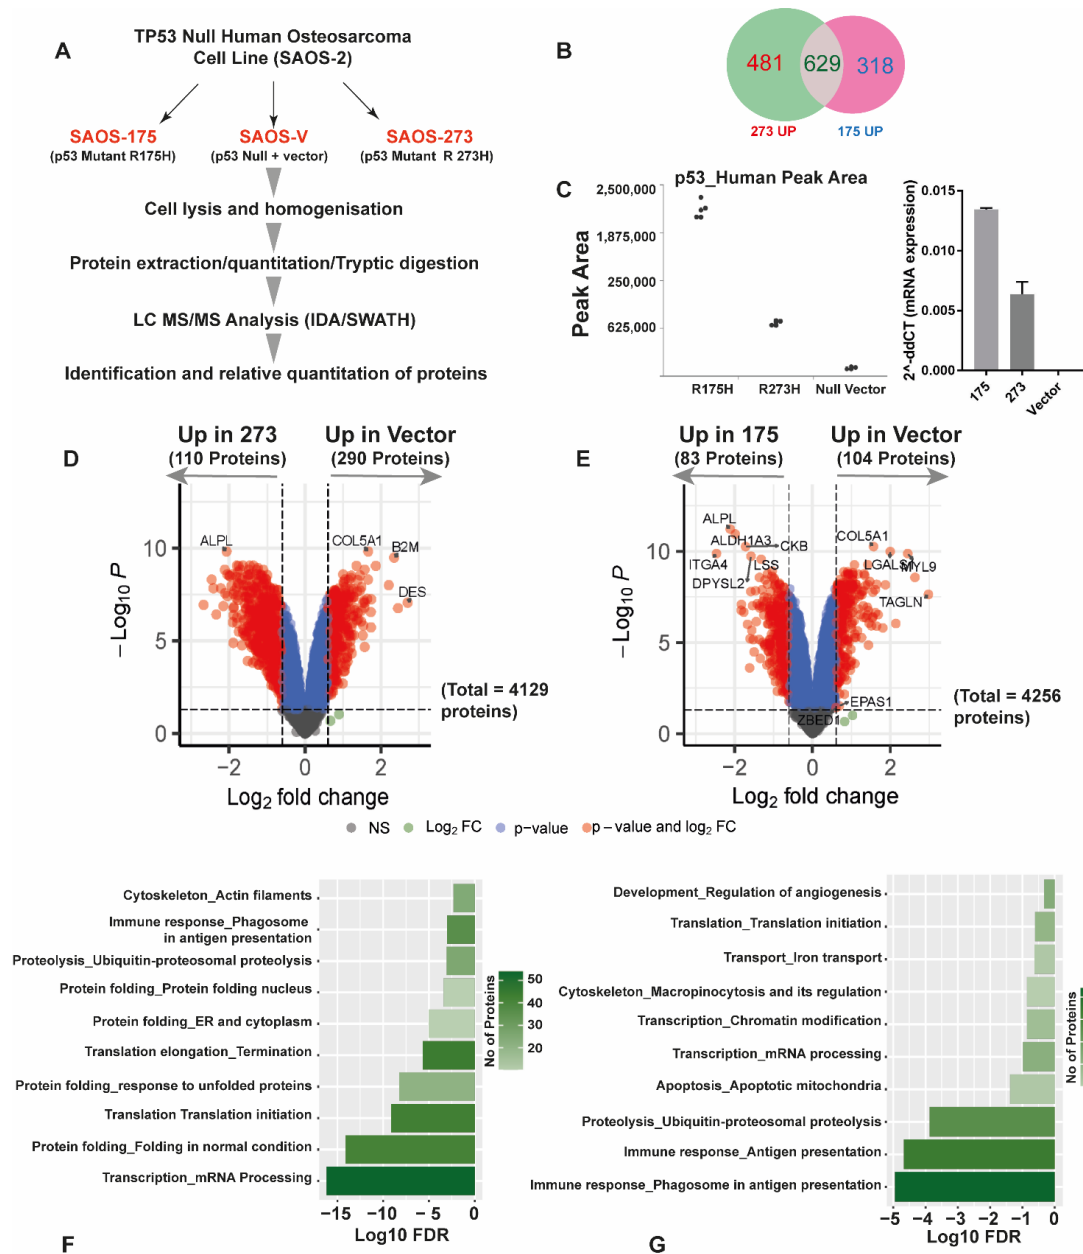 A
TP53 Null Human Osteosarcoma
Cell Line (SAOS-2)
SAOS-175
(p53 Mutant R175H)
SAOS-V
(p53 Null + vector)
SAOS-273
(p53 Mutant R 273H)
Cell lysis and homogenisation
Protein extraction/quantitation/Tryptic digestion
LC MS/MS Analysis (IDA/SWATH)
Identification and relative quantitation of proteins
B
481
629
318
273 UP
175 UP
C
p53_Human Peak Area
Peak Area
2,500,000
1,875,000
250,000
625,000
R175H
R273H
Null Vector
2^-ddCT (mRNA expression)
0.015
0.010
0.005
0.000
175
273
Vector
D
Up in 273
(110 Proteins)
Up in Vector
(290 Proteins)
ALPL
COL5A1
B2M
DES
−Log10 P
10
5
0
−2
0
2
Log2 fold change
(Total = 4129
proteins)
E
Up in 175
(83 Proteins)
Up in Vector
(104 Proteins)
ALPL
ALDH1A3
CKB
ITGA4
LSS
DPYSL2
COL5A1
LGALS1
MYL9
TAGLN
EPAS1
ZBED1
−Log10 P
10
5
0
−2
0
2
Log2 fold change
(Total = 4256
proteins)
NS
Log2 FC
p−value
p − value and log2 FC
Cytoskeleton_Actin filaments
Immune response_Phagosome
in antigen presentation
Proteolysis_Ubiquitin-proteosomal proteolysis
Protein folding_Protein folding nucleus
Protein folding_ER and cytoplasm
Translation elongation_Termination
Protein folding_response to unfolded proteins
Translation Translation initiation
Protein folding_Folding in normal condition
Transcription_mRNA Processing
−15
−10
− 5
0
Log10 FDR
No of Proteins
50
40
30
20
F
Development_Regulation of angiogenesis
Translation_Translation initiation
Transport_Iron transport
Cytoskeleton_Macropinocytosis and its regulation
Transcription_Chromatin modification
Transcription_mRNA processing
Apoptosis_Apoptotic mitochondria
Proteolysis_Ubiquitin-proteosomal proteolysis
Immune response_Antigen presentation
Immune response_Phagosome in antigen presentation
−5
−4
−3
−2
−1
0
Log10 FDR
No of Proteins
G